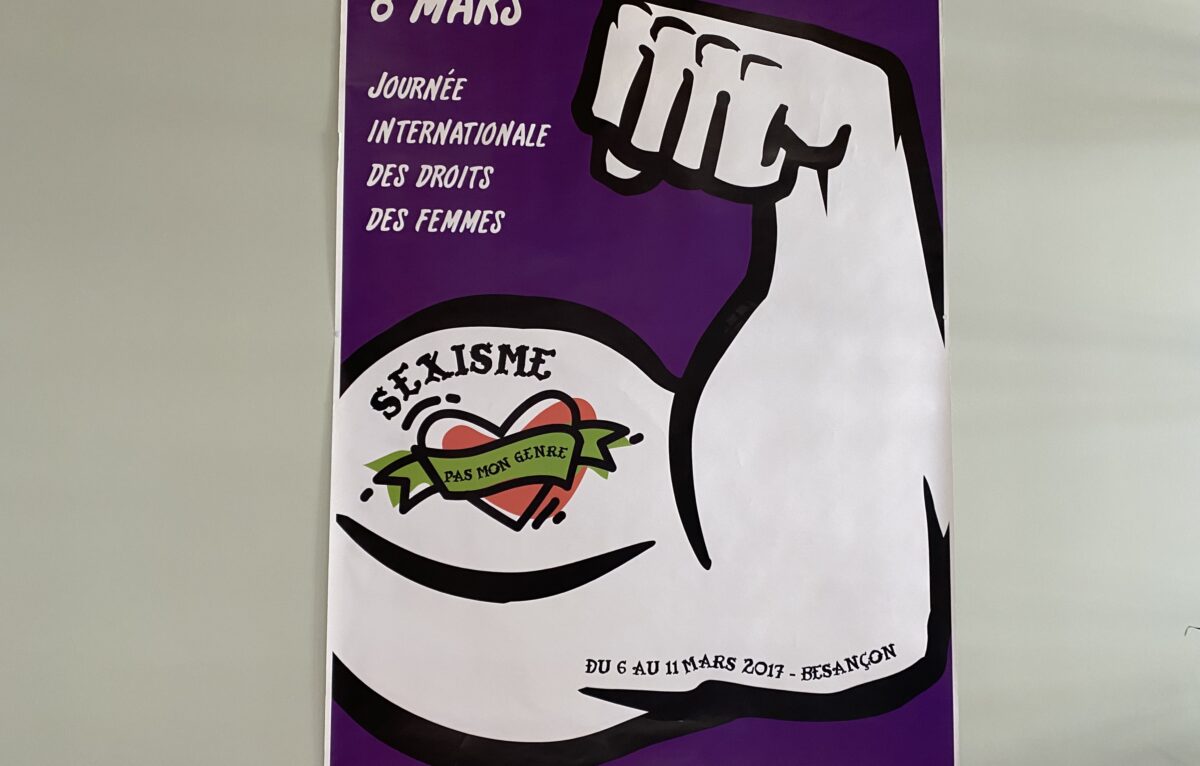 8 MARS
JOURNÉE
INTERNATIONALE
DES DROITS
DES FEMMES
SEXISME
PAS MON GENRE
DU 6 AU 11 MARS 2017 - BESANÇON